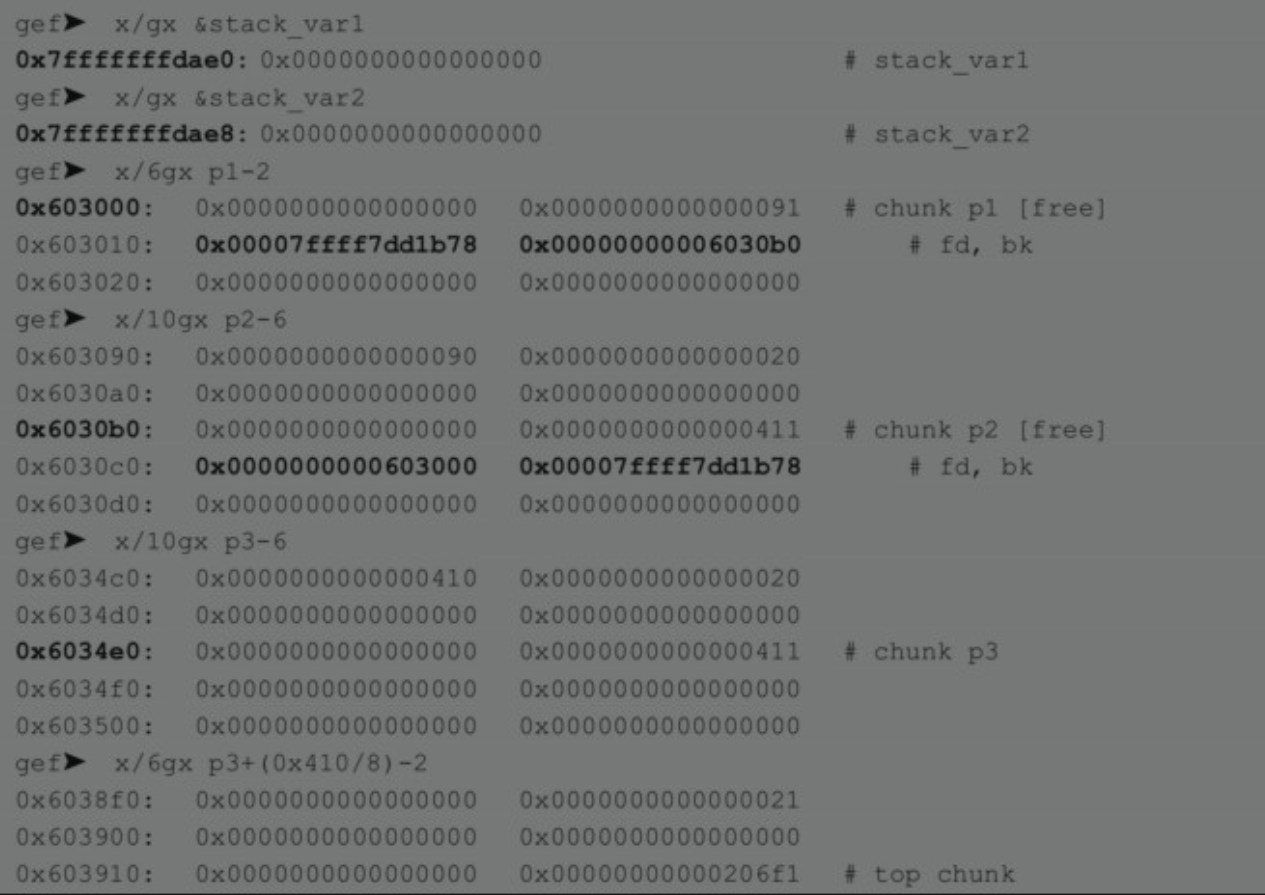 gef➤  x/gx &stack_var1
0x7fffffffdae0: 0x0000000000000000 # stack_var1
gef➤  x/gx &stack_var2
0x7fffffffdae8: 0x0000000000000000 # stack_var2
gef➤  x/6gx p1-2
0x603000: 0x0000000000000000 0x0000000000000091 # chunk p1 [free]
0x603010: 0x00007ffff7dd1b78 0x00000000006030b0 # fd, bk
0x603020: 0x0000000000000000 0x0000000000000000
gef➤  x/10gx p2-6
0x603090: 0x0000000000000090 0x0000000000000020
0x6030a0: 0x0000000000000000 0x0000000000000000
0x6030b0: 0x0000000000000000 0x0000000000000411 # chunk p2 [free]
0x6030c0: 0x0000000000603000 0x00007ffff7dd1b78 # fd, bk
0x6030d0: 0x0000000000000000 0x0000000000000000
gef➤  x/10gx p3-6
0x6034c0: 0x0000000000000410 0x0000000000000020
0x6034d0: 0x0000000000000000 0x0000000000000000
0x6034e0: 0x0000000000000000 0x0000000000000411 # chunk p3
0x6034f0: 0x0000000000000000 0x0000000000000000
0x603500: 0x0000000000000000 0x0000000000000000
gef➤  x/6gx p3+(0x410/8)-2
0x6038f0: 0x0000000000000000 0x0000000000000021
0x603900: 0x0000000000000000 0x0000000000000000
0x603910: 0x0000000000000000 0x00000000000206f1 # top chunk